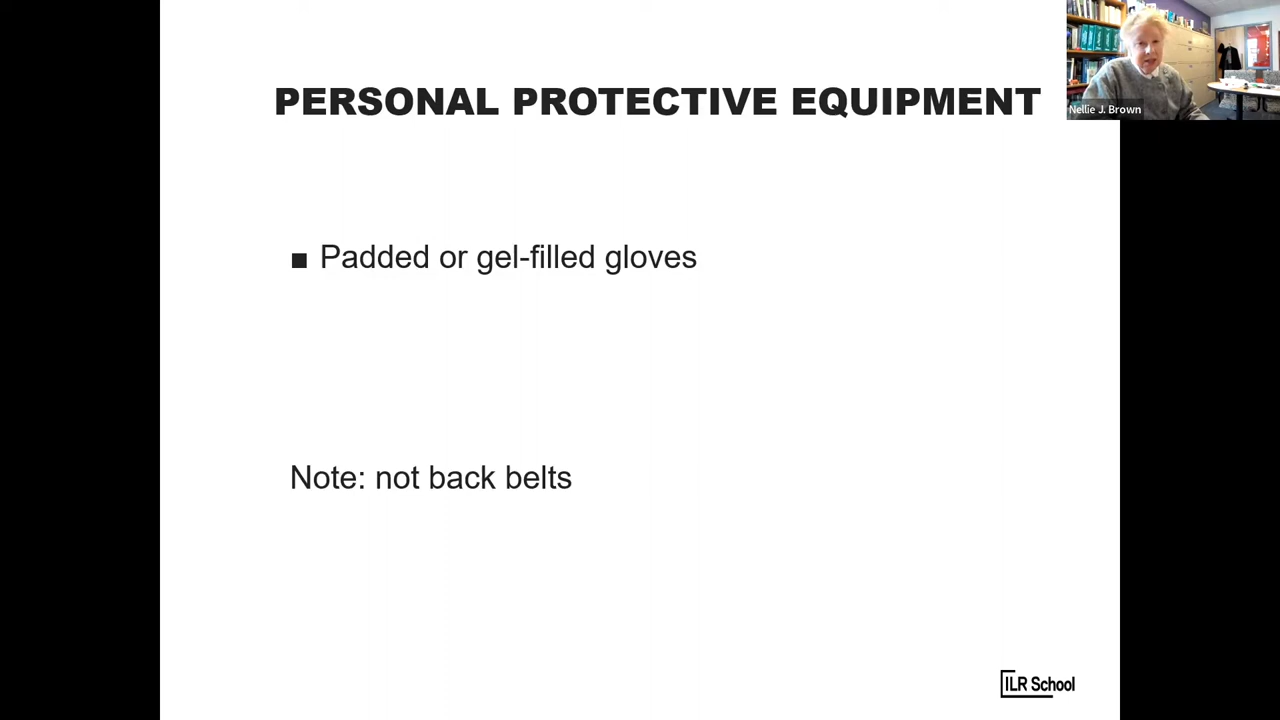 PERSONAL PROTECTIVE EQUIPMENT
Nellie J. Brown
■ Padded or gel-filled gloves
Note: not back belts
ILR School